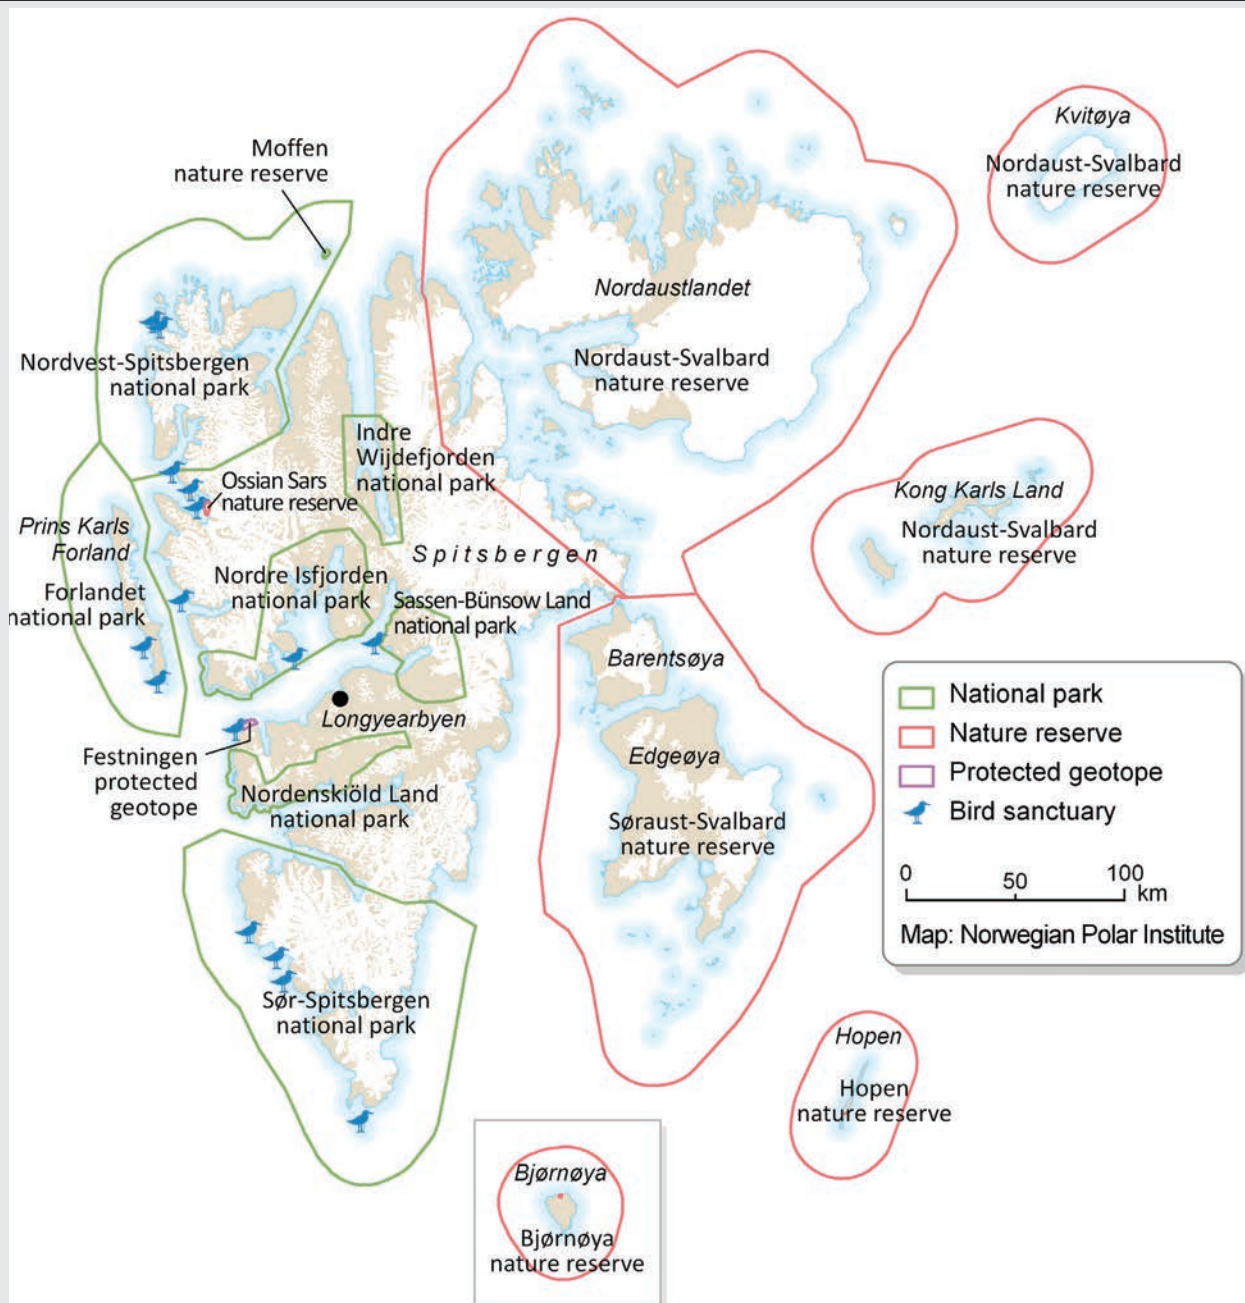 Kvitøya
Nordaust-Svalbard
nature reserve
Moffen
nature reserve
Nordaustlandet
Nordaust-Svalbard
nature reserve
Nordvest-Spitsbergen
national park
Indre
Wijdefjorden
national park
Ossian Sars
nature reserve
Kong Karls Land
Nordaust-Svalbard
nature reserve
Prins Karls
Forland
Spitsbergen
Nordre Isfjorden
national park
Forlandet
national park
Sassen-Bünsow Land
national park
Barentsøya
Longyearbyen
Festningen
protected
geotope
Edgeøya
Nordenskiöld Land
national park
Søraust-Svalbard
nature reserve
National park
Nature reserve
Protected geotope
Bird sanctuary
0 50 100
km
Map: Norwegian Polar Institute
Sør-Spitsbergen
national park
Hopen
Hopen
nature reserve
Bjørnøya
Bjørnøya
nature reserve